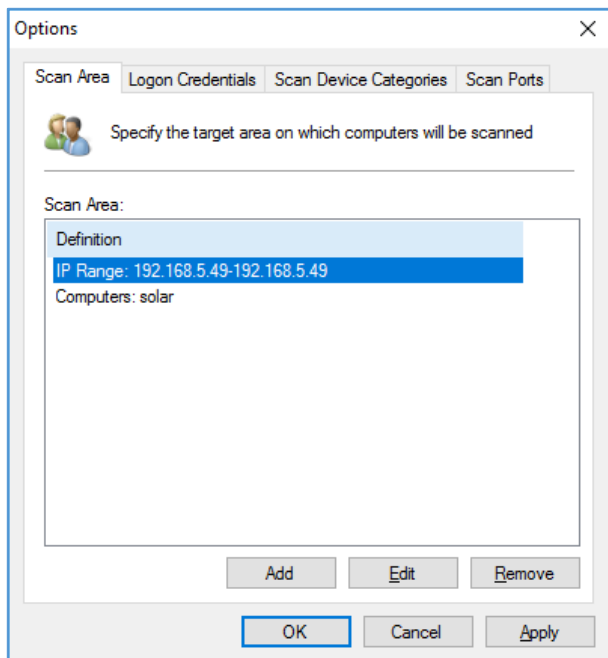 Options
Scan Area Logon Credentials Scan Device Categories Scan Ports
Specify the target area on which computers will be scanned
Scan Area:
Definition
IP Range: 192.168.5.49-192.168.5.49
Computers: solar
Add Edit Remove
OK Cancel Apply